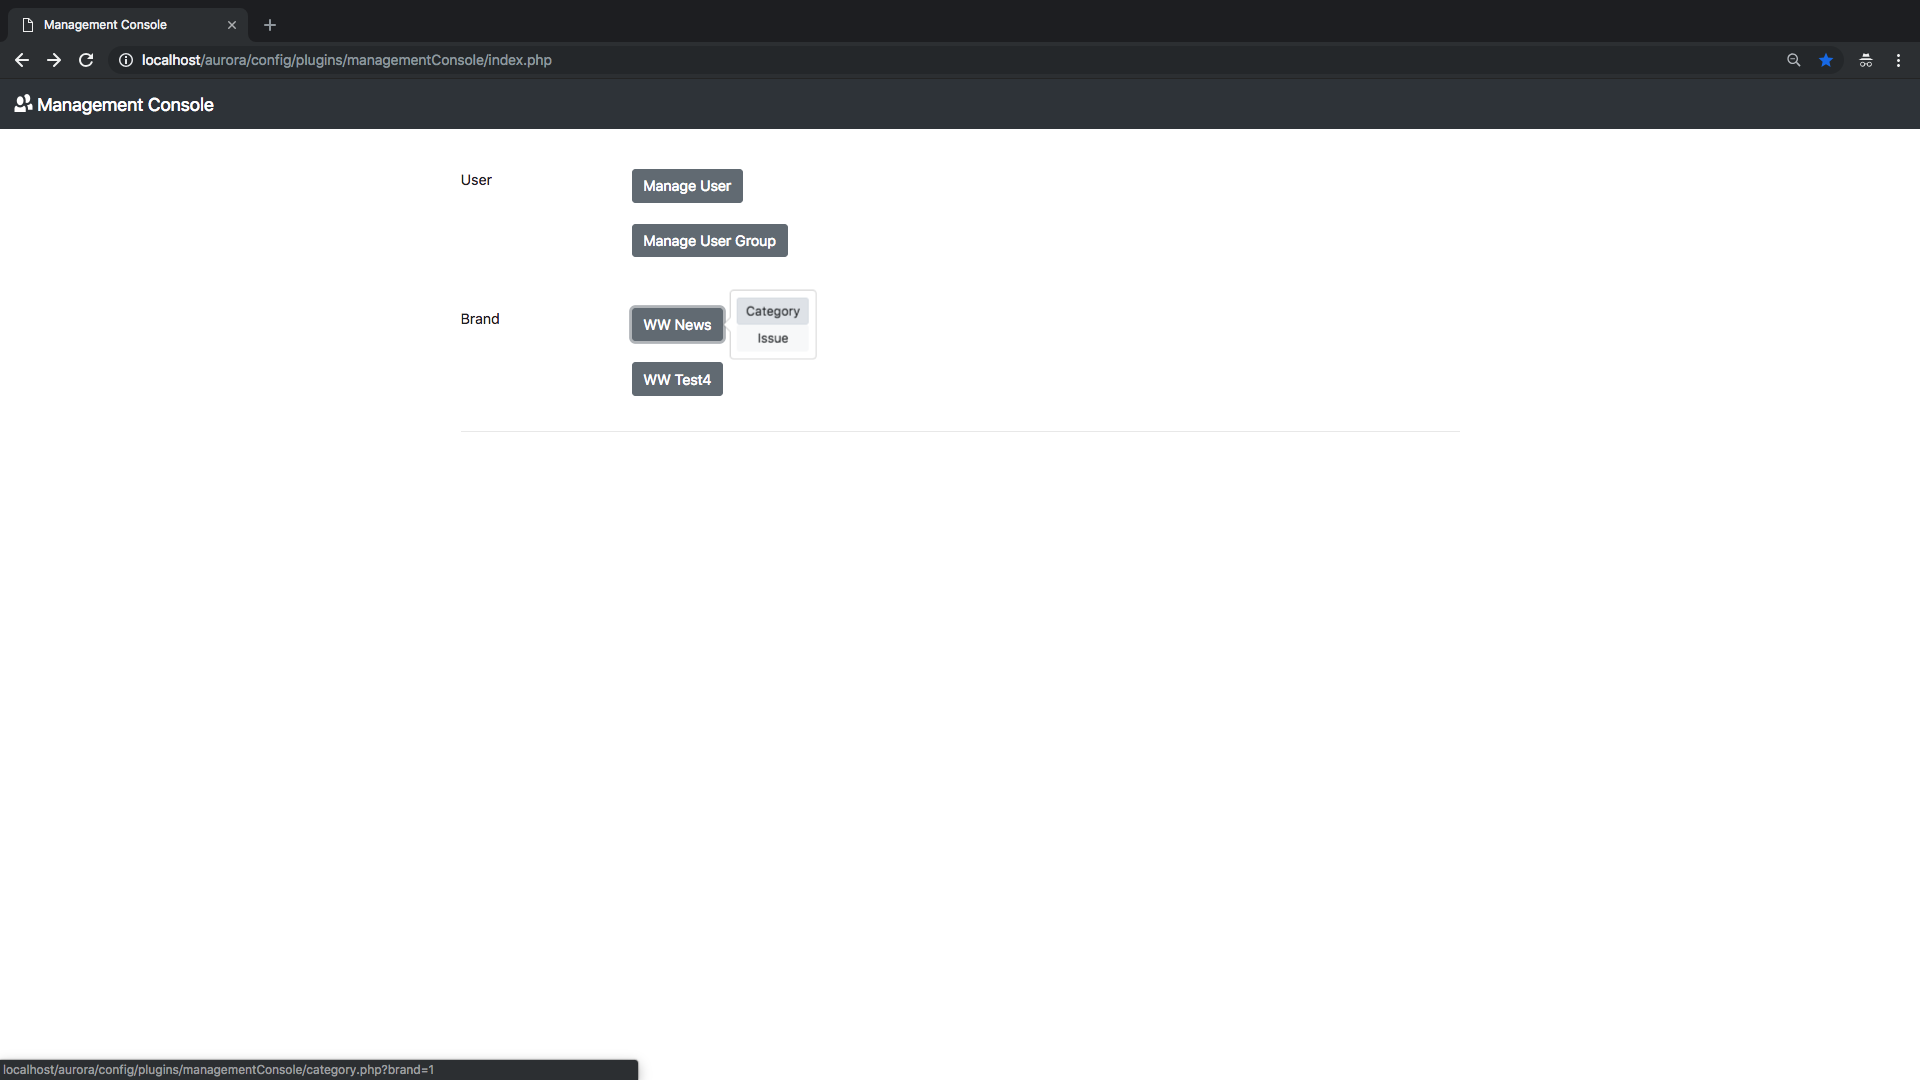 Management Console
localhost/aurora/config/plugins/managementConsole/index.php
Management Console
User
Manage User
Manage User Group
Brand
WW News
Category
Issue
WW Test4
localhost/aurora/config/plugins/managementConsole/category.php?brand=1